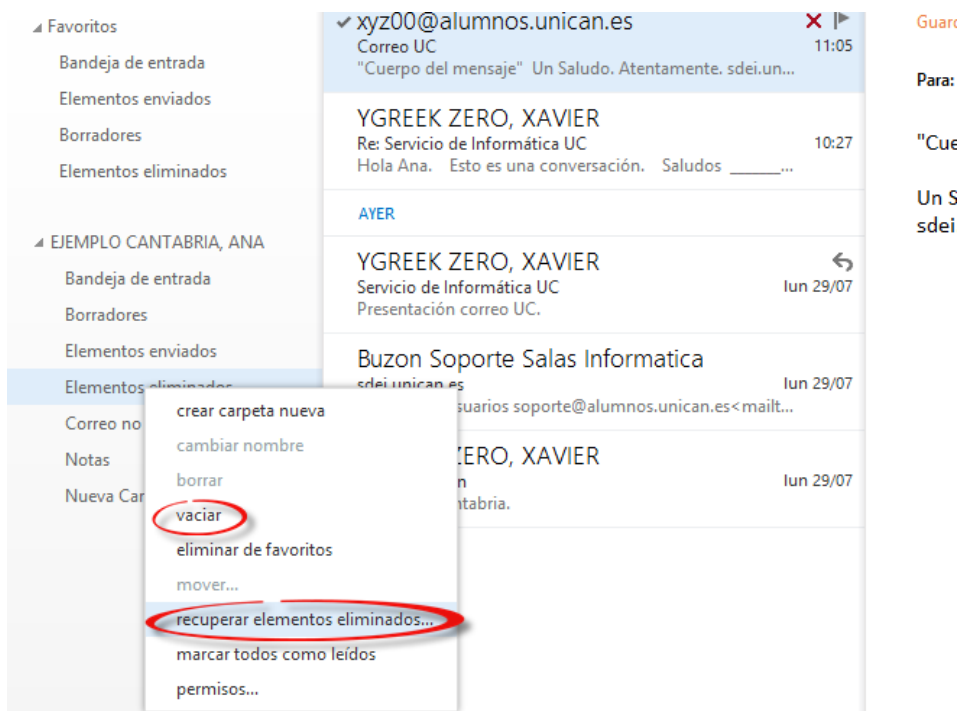 Favoritos
Bandeja de entrada
Elementos enviados
Borradores
Elementos eliminados
EJEMPLO CANTABRIA, ANA
Bandeja de entrada
Borradores
Elementos enviados
Elementos eliminados
Correo no
Notas
Nueva Car
crear carpeta nueva
cambiar nombre
borrar
vaciar
eliminar de favoritos
mover...
recuperar elementos eliminados...
marcar todos como leídos
permisos...
xyz00@alumnos.unican.es
Correo UC 11:05
"Cuerpo del mensaje" Un Saludo. Atentamente. sdei.un...
YGREEK ZERO, XAVIER
Re: Servicio de Informática UC 10:27
Hola Ana. Esto es una conversación. Saludos ______...
AYER
YGREEK ZERO, XAVIER
Servicio de Informática UC lun 29/07
Presentación correo UC.
Buzon Soporte Salas Informatica
sdei.unican.es lun 29/07
suarios soporte@alumnos.unican.es<mailt...
ZERO, XAVIER
n lun 29/07
ntabria.
Guard
Para:
"Cue
Un S
sdei